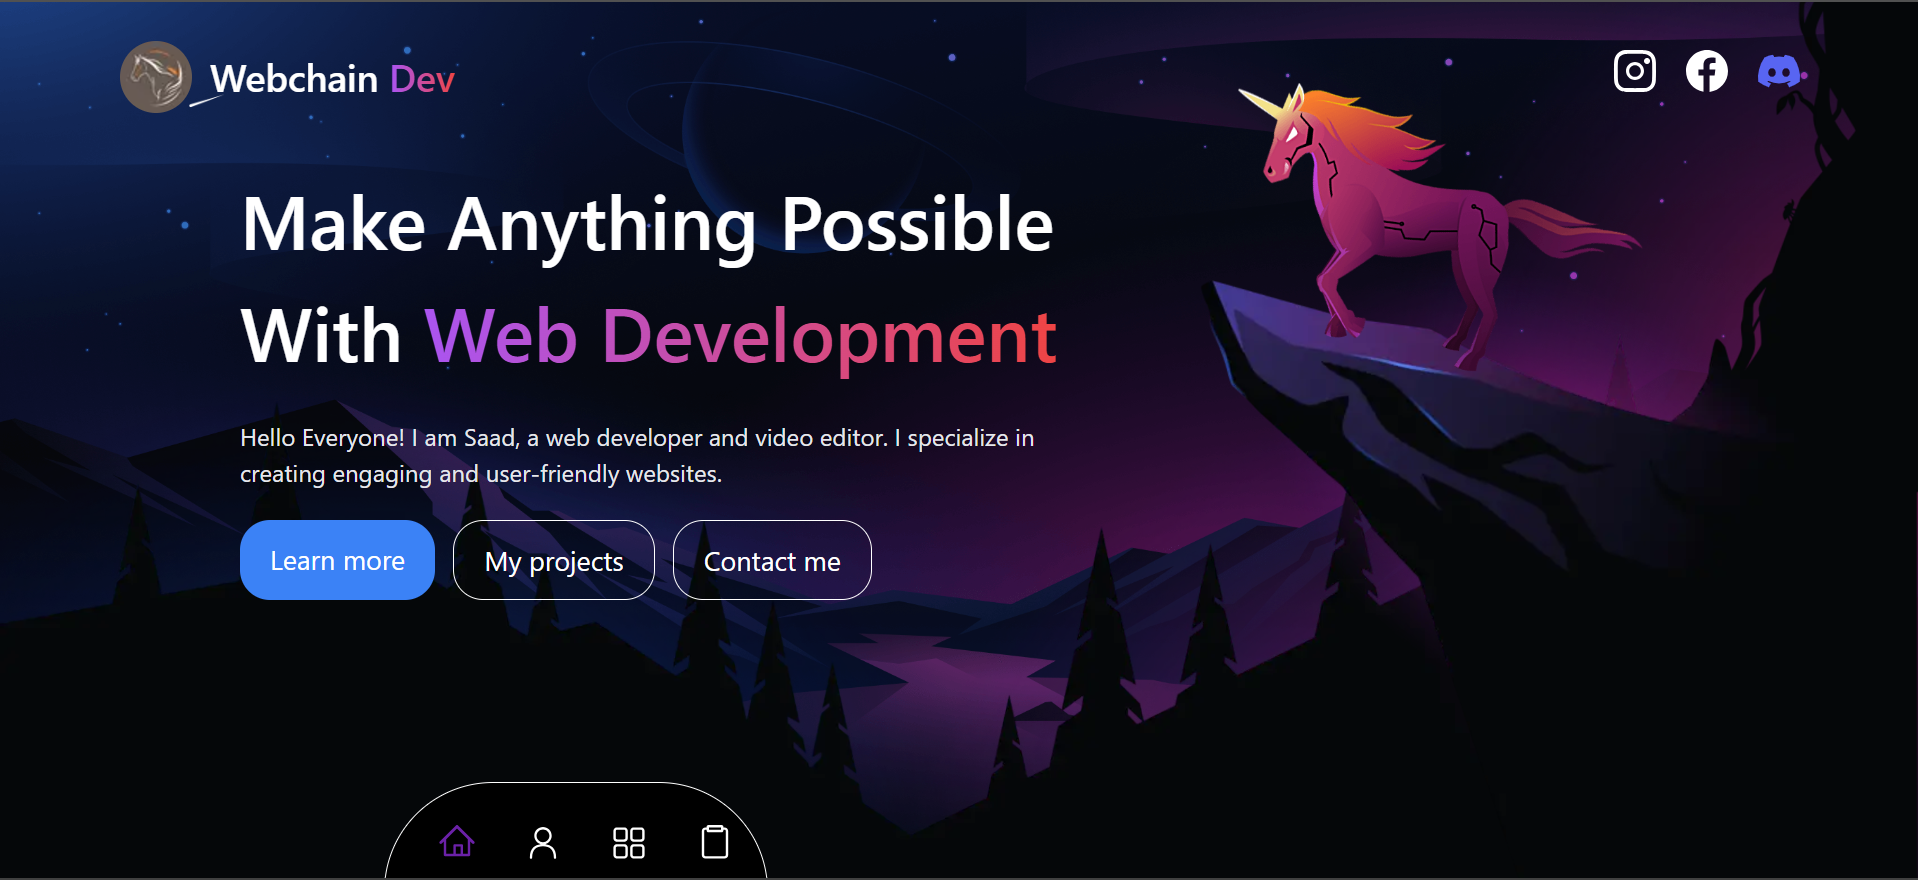 Webchain Dev
Make Anything Possible
With Web Development
Hello Everyone! I am Saad, a web developer and video editor. I specialize in
creating engaging and user-friendly websites.
Learn more
My projects
Contact me